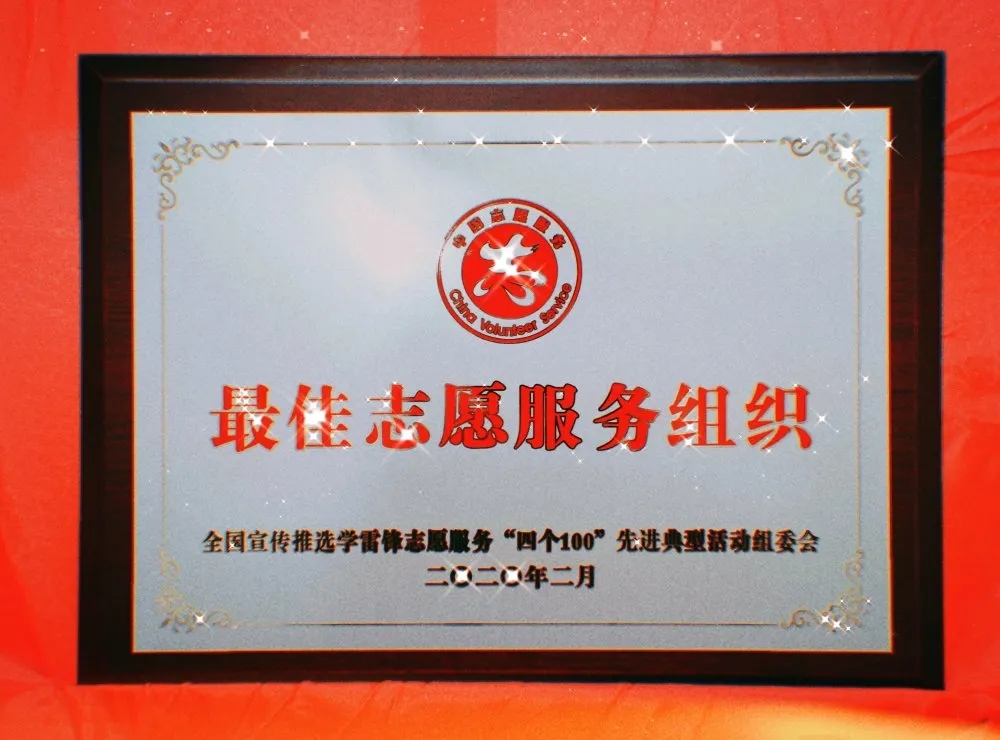 中国志愿服务
China Volunteer Service
最佳志愿服务组织
全国宣传推选学雷锋志愿服务“四个100”先进典型活动组委会
二〇二〇年二月